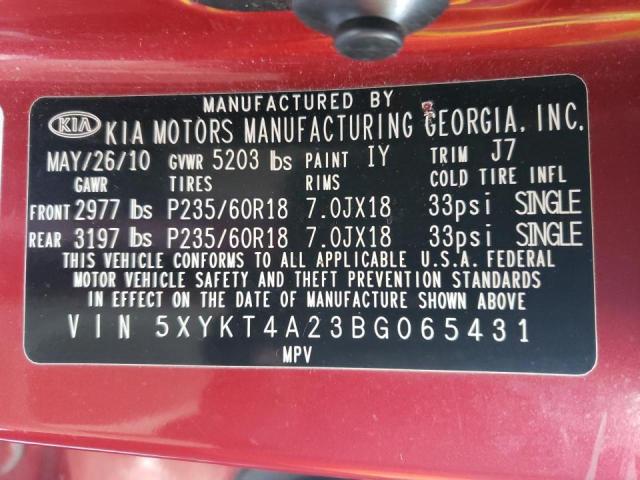 MANUFACTURED BY
KIA KIA MOTORS MANUFACTURING GEORGIA, INC.
MAY/26/10 GVWR 5203 lbs PAINT IY TRIM J7
GAWR TIRES RIMS COLD TIRE INFL
FRONT 2977 lbs P235/60R18 7.0JX18 33psi SINGLE
REAR 3197 lbs P235/60R18 7.0JX18 33psi SINGLE
THIS VEHICLE CONFORMS TO ALL APPLICABLE U.S.A. FEDERAL
MOTOR VEHICLE SAFETY AND THEFT PREVENTION STANDARDS
IN EFFECT ON THE DATE OF MANUFACTURE SHOWN ABOVE
VIN 5XYKT4A23BG065431
MPV